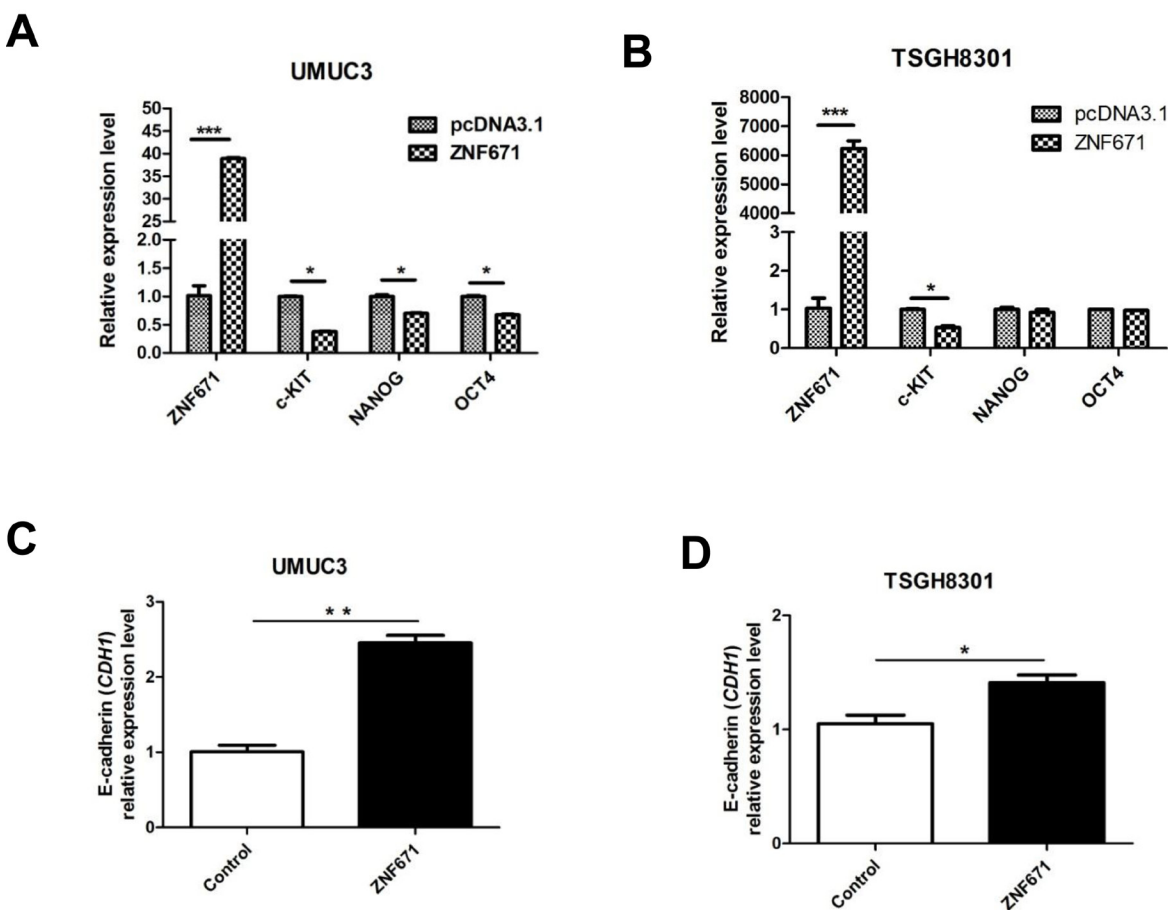 A
UMUC3
Relative expression level
50
45
40
35
30
25
2.0
1.5
1.0
0.5
0.0
***
*
*
*
pcDNA3.1
ZNF671
ZNF671
c-KIT
NANOG
OCT4
B
TSGH8301
Relative expression level
8000
7000
6000
5000
4000
3
2
1
0
***
*
pcDNA3.1
ZNF671
ZNF671
c-KIT
NANOG
OCT4
C
UMUC3
E-cadherin (CDH1)
relative expression level
3
2
1
0
* *
Control
ZNF671
D
TSGH8301
E-cadherin (CDH1)
relative expression level
2
1
0
*
Control
ZNF671